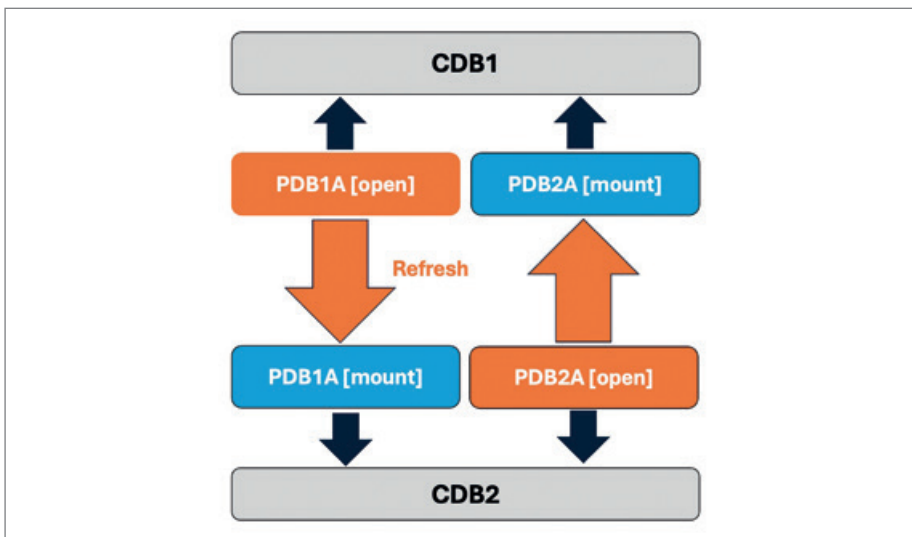 CDB1
PDB1A [open]
PDB2A [mount]
Refresh
PDB1A [mount]
PDB2A [open]
CDB2